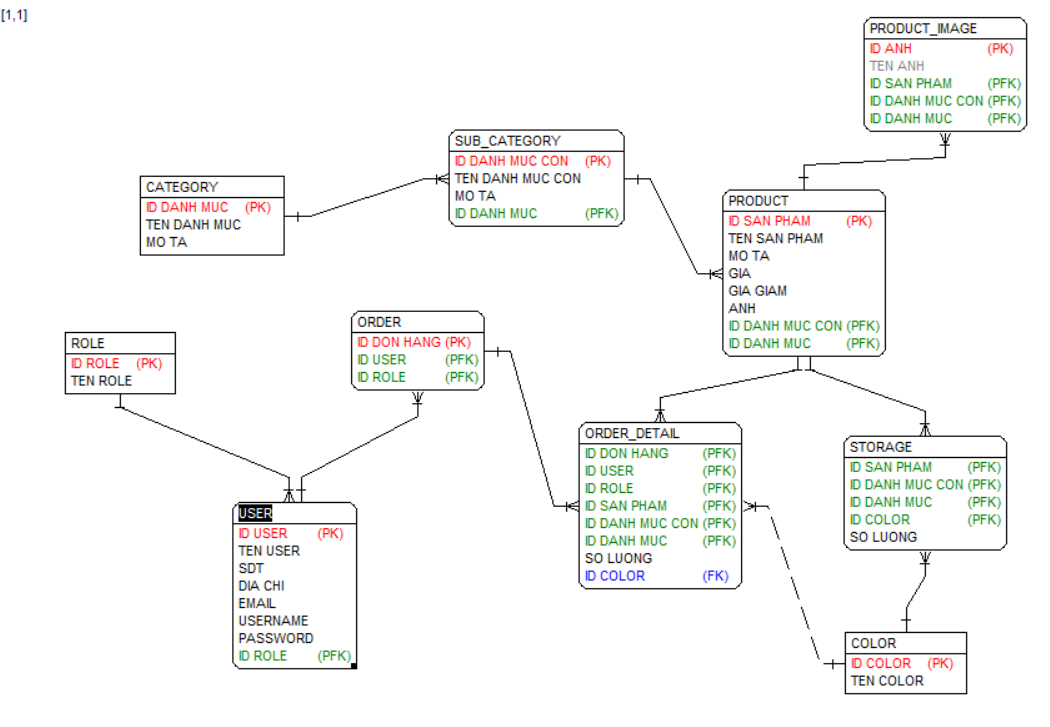 [1,1]
PRODUCT_IMAGE
ID ANH (PK)
TEN ANH
ID SAN PHAM (PFK)
ID DANH MUC CON (PFK)
ID DANH MUC (PFK)
SUB_CATEGORY
ID DANH MUC CON (PK)
TEN DANH MUC CON
MO TA
ID DANH MUC (PFK)
CATEGORY
ID DANH MUC (PK)
TEN DANH MUC
MO TA
PRODUCT
ID SAN PHAM (PK)
TEN SAN PHAM
MO TA
GIA
GIA GIAM
ANH
ID DANH MUC CON (PFK)
ID DANH MUC (PFK)
ROLE
ID ROLE (PK)
TEN ROLE
ORDER
ID DON HANG (PK)
ID USER (PFK)
ID ROLE (PFK)
ORDER_DETAIL
ID DON HANG (PFK)
ID USER (PFK)
ID ROLE (PFK)
ID SAN PHAM (PFK)
ID DANH MUC CON (PFK)
ID DANH MUC (PFK)
SO LUONG
ID COLOR (FK)
STORAGE
ID SAN PHAM (PFK)
ID DANH MUC CON (PFK)
ID DANH MUC (PFK)
ID COLOR (PFK)
SO LUONG
USER
ID USER (PK)
TEN USER
SDT
DIA CHI
EMAIL
USERNAME
PASSWORD
ID ROLE (PFK)
COLOR
ID COLOR (PK)
TEN COLOR